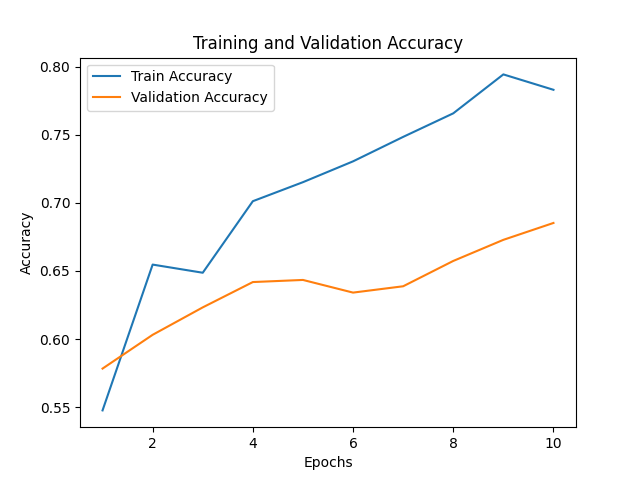 Training and Validation Accuracy
Train Accuracy
Validation Accuracy
0.80
0.75
0.70
0.65
0.60
0.55
Accuracy
2 4 6 8 10
Epochs